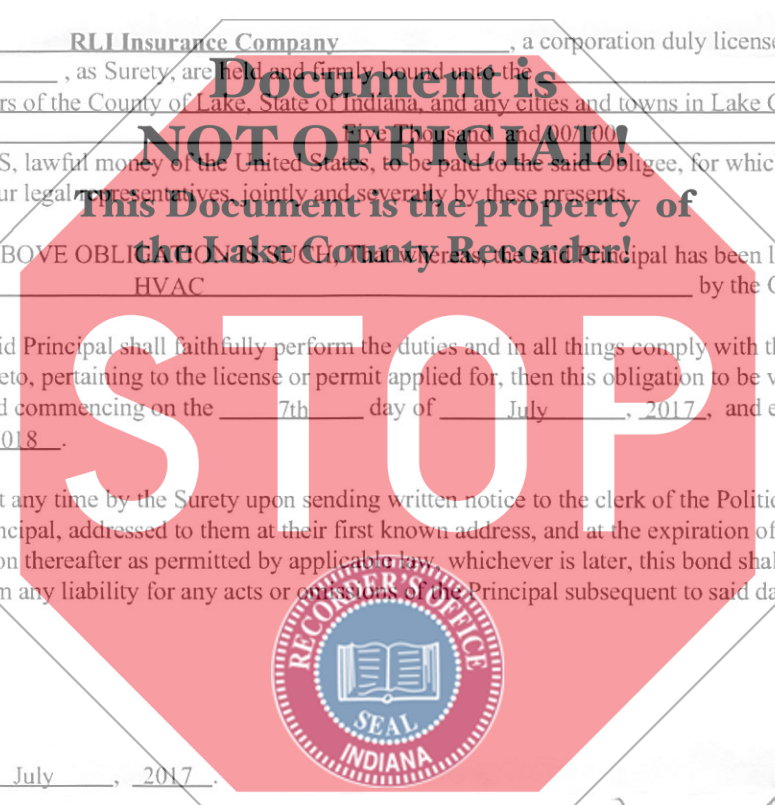 RLI Insurance Company , a corporation duly license
, as Surety, are held and firmly bound unto the
Document is
rs of the County of Lake, State of Indiana, and any cities and towns in Lake C
Five Thousand and 00/100
NOT OFFICIAL!
S, lawful money of the United States, to be paid to the said Obligee, for whic
ur legal representatives, jointly and severally by these presents.
This Document is the property of
the Lake County Recorder!
BOVE OBLIGATION IS SUCH, That whereas, the said Principal has been l
HVAC by the C
STOP
id Principal shall faithfully perform the duties and in all things comply with th
eto, pertaining to the license or permit applied for, then this obligation to be v
d commencing on the 7th day of July , 2017 , and e
018 .
t any time by the Surety upon sending written notice to the clerk of the Politic
ncipal, addressed to them at their first known address, and at the expiration of
on thereafter as permitted by applicable law, whichever is later, this bond shal
m any liability for any acts or omissions of the Principal subsequent to said da
RECORDER'S OFFICE
SEAL
INDIANA
July , 2017 .